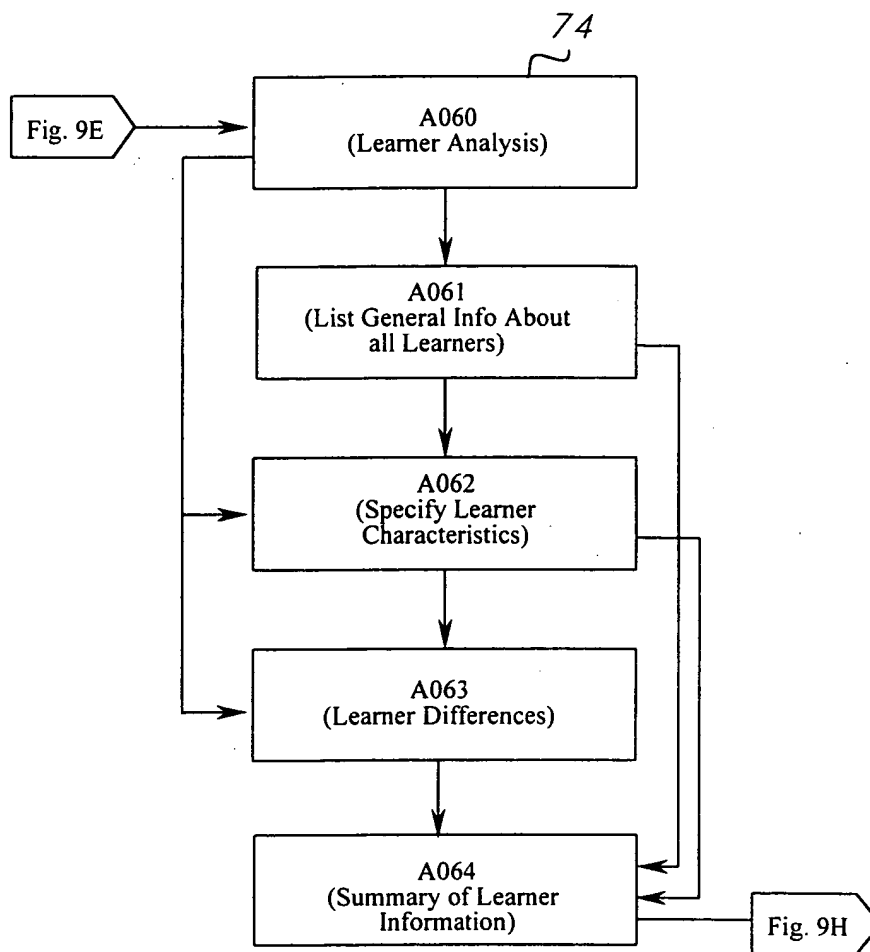 74
Fig. 9E
A060
(Learner Analysis)
A061
(List General Info About
all Learners)
A062
(Specify Learner
Characteristics)
A063
(Learner Differences)
A064
(Summary of Learner
Information)
Fig. 9H